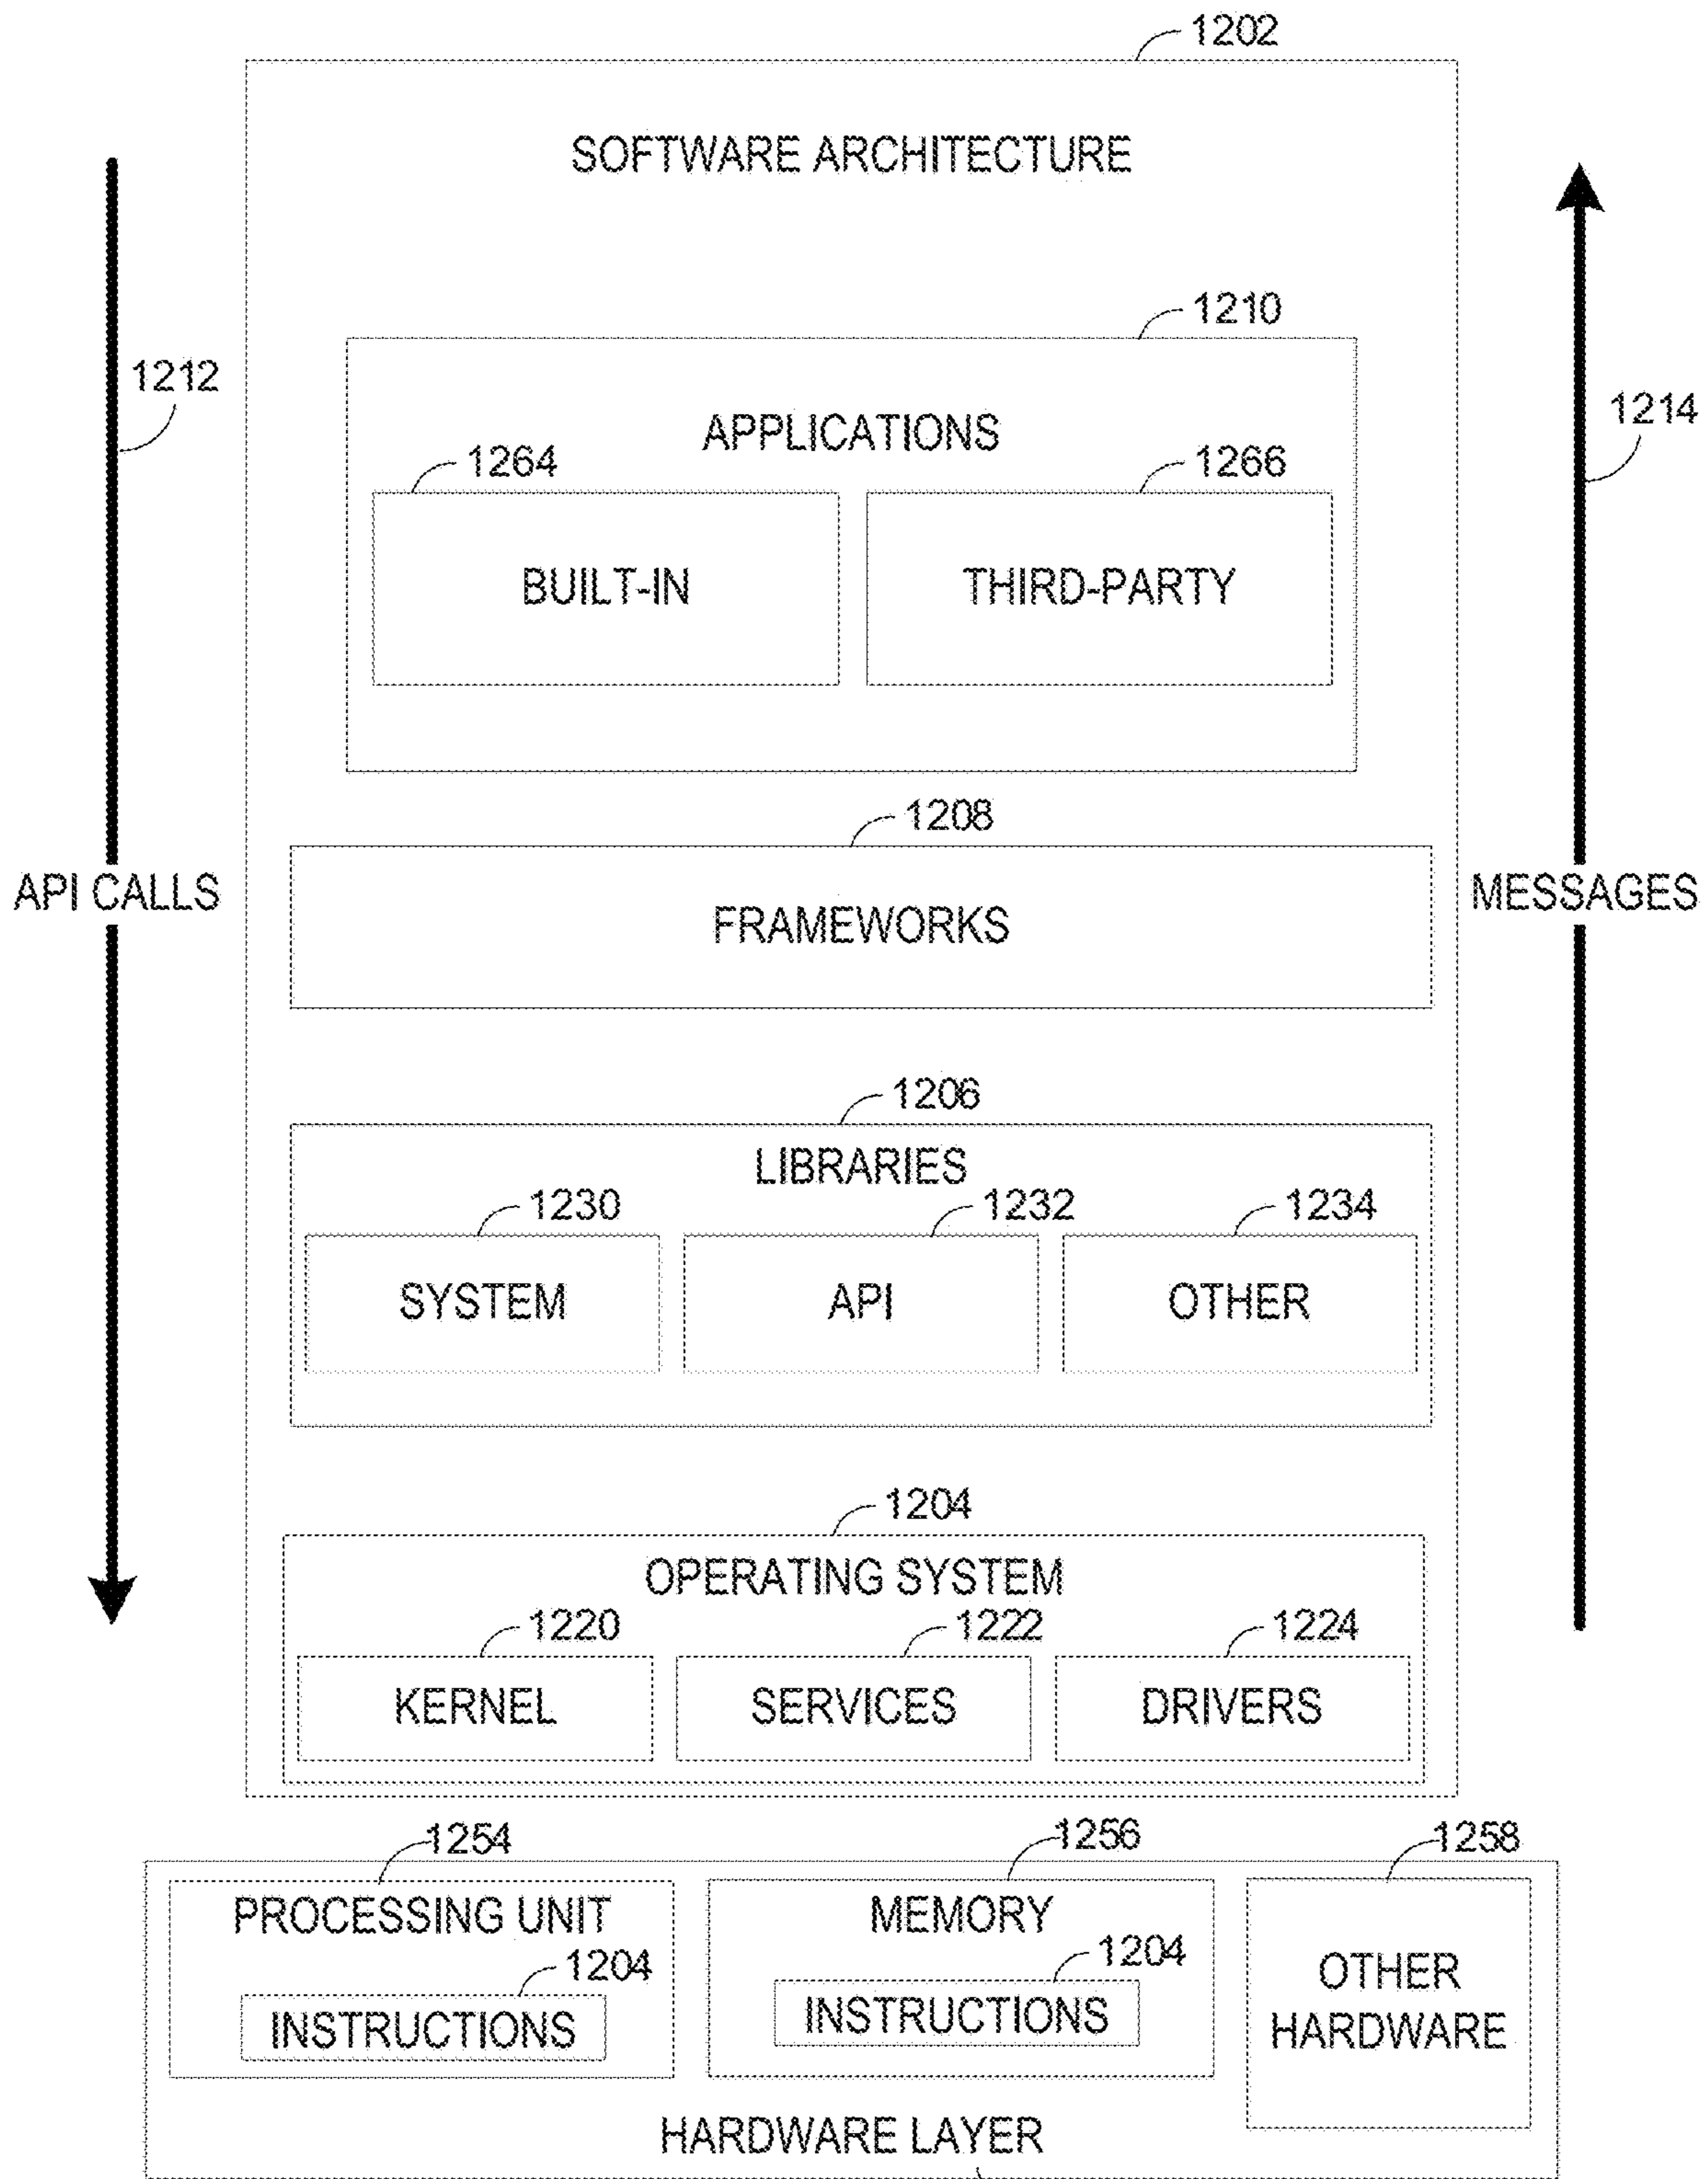 1202
SOFTWARE ARCHITECTURE
1210
1212
APPLICATIONS
1214
1264
1266
BUILT-IN
THIRD-PARTY
1208
API CALLS
FRAMEWORKS
MESSAGES
1206
LIBRARIES
1230
1232
1234
SYSTEM
API
OTHER
1204
OPERATING SYSTEM
1220
1222
1224
KERNEL
SERVICES
DRIVERS
1254
1256
1258
PROCESSING UNIT
MEMORY
1204
1204
INSTRUCTIONS
INSTRUCTIONS
OTHER
HARDWARE
HARDWARE LAYER